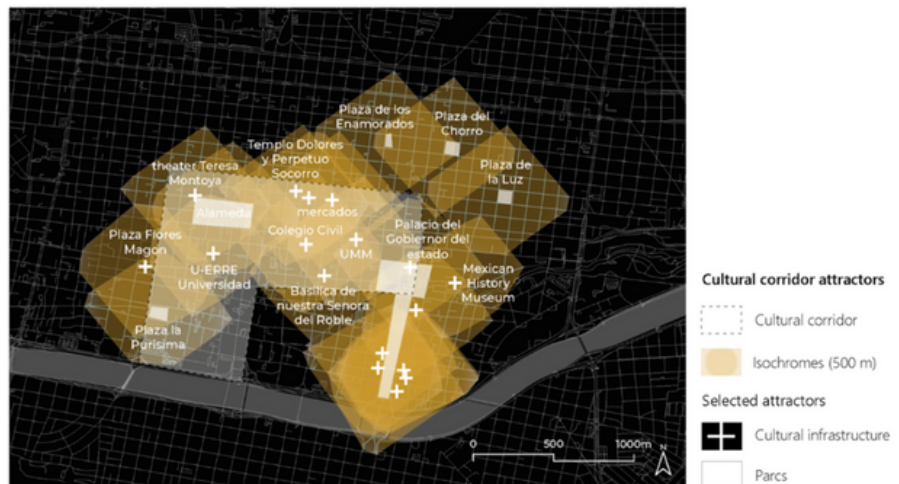 Plaza de los
Enamorados
Plaza del
Chorro
Templo Dolores
y Perpetuo
Socorro
theater Teresa
Montoya
Plaza de
la Luz
Alameda
mercados
Plaza Flores
Magon
Colegio Civil
UMM
Palacio del
Gobiernor del
estado
U-ERRE
Universidad
Mexican
History
Museum
Basilica de
nuestra Senora
del Roble
Plaza la
Purisima
0 500 1000m
N
Cultural corridor attractors
Cultural corridor
Isochromes (500 m)
Selected attractors
Cultural infrastructure
Parcs